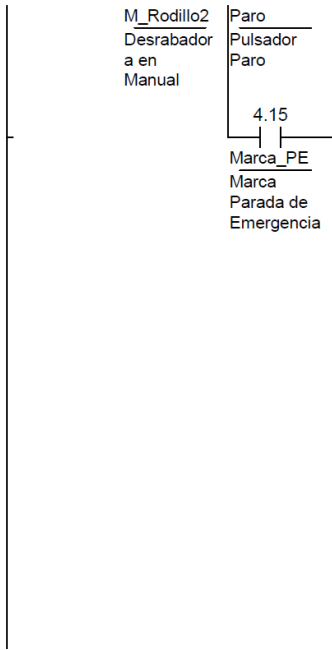 M_Rodillo2
Desrabador
a en
Manual
Paro
Pulsador
Paro
4.15
Marca_PE
Marca
Parada de
Emergencia